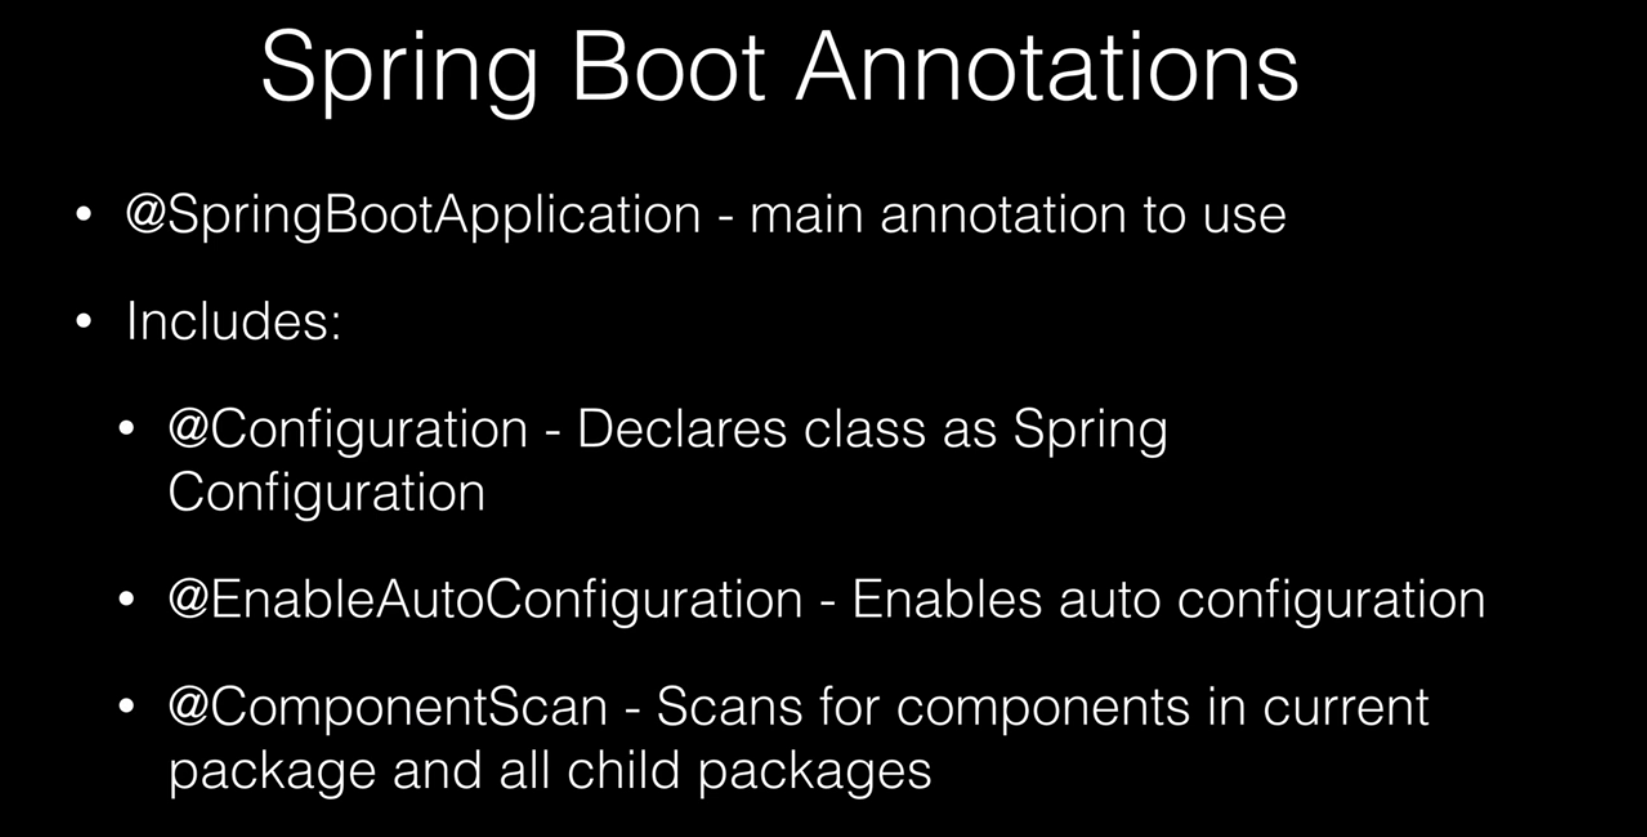 Spring Boot Annotations
• @SpringBootApplication - main annotation to use
• Includes:
• @Configuration - Declares class as Spring
Configuration
• @EnableAutoConfiguration - Enables auto configuration
• @ComponentScan - Scans for components in current
package and all child packages